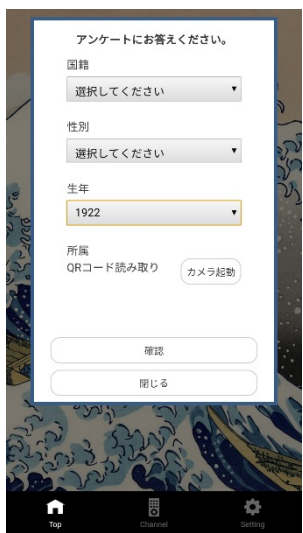 アンケートにお答えください。
国籍
選択してください
性別
選択してください
生年
1922
所属
QRコード読み取り
カメラ起動
確認
閉じる
Top
Channel
Setting